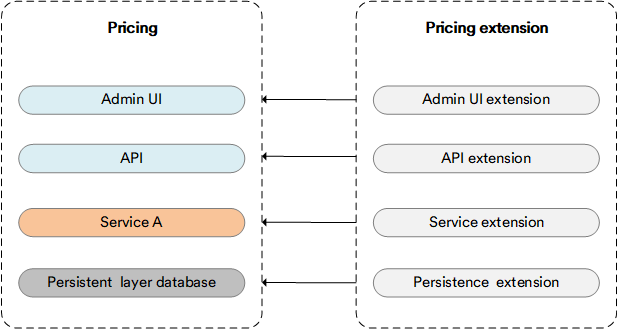 Pricing
Pricing extension
Admin UI
Admin UI extension
API
API extension
Service A
Service extension
Persistent layer database
Persistence extension